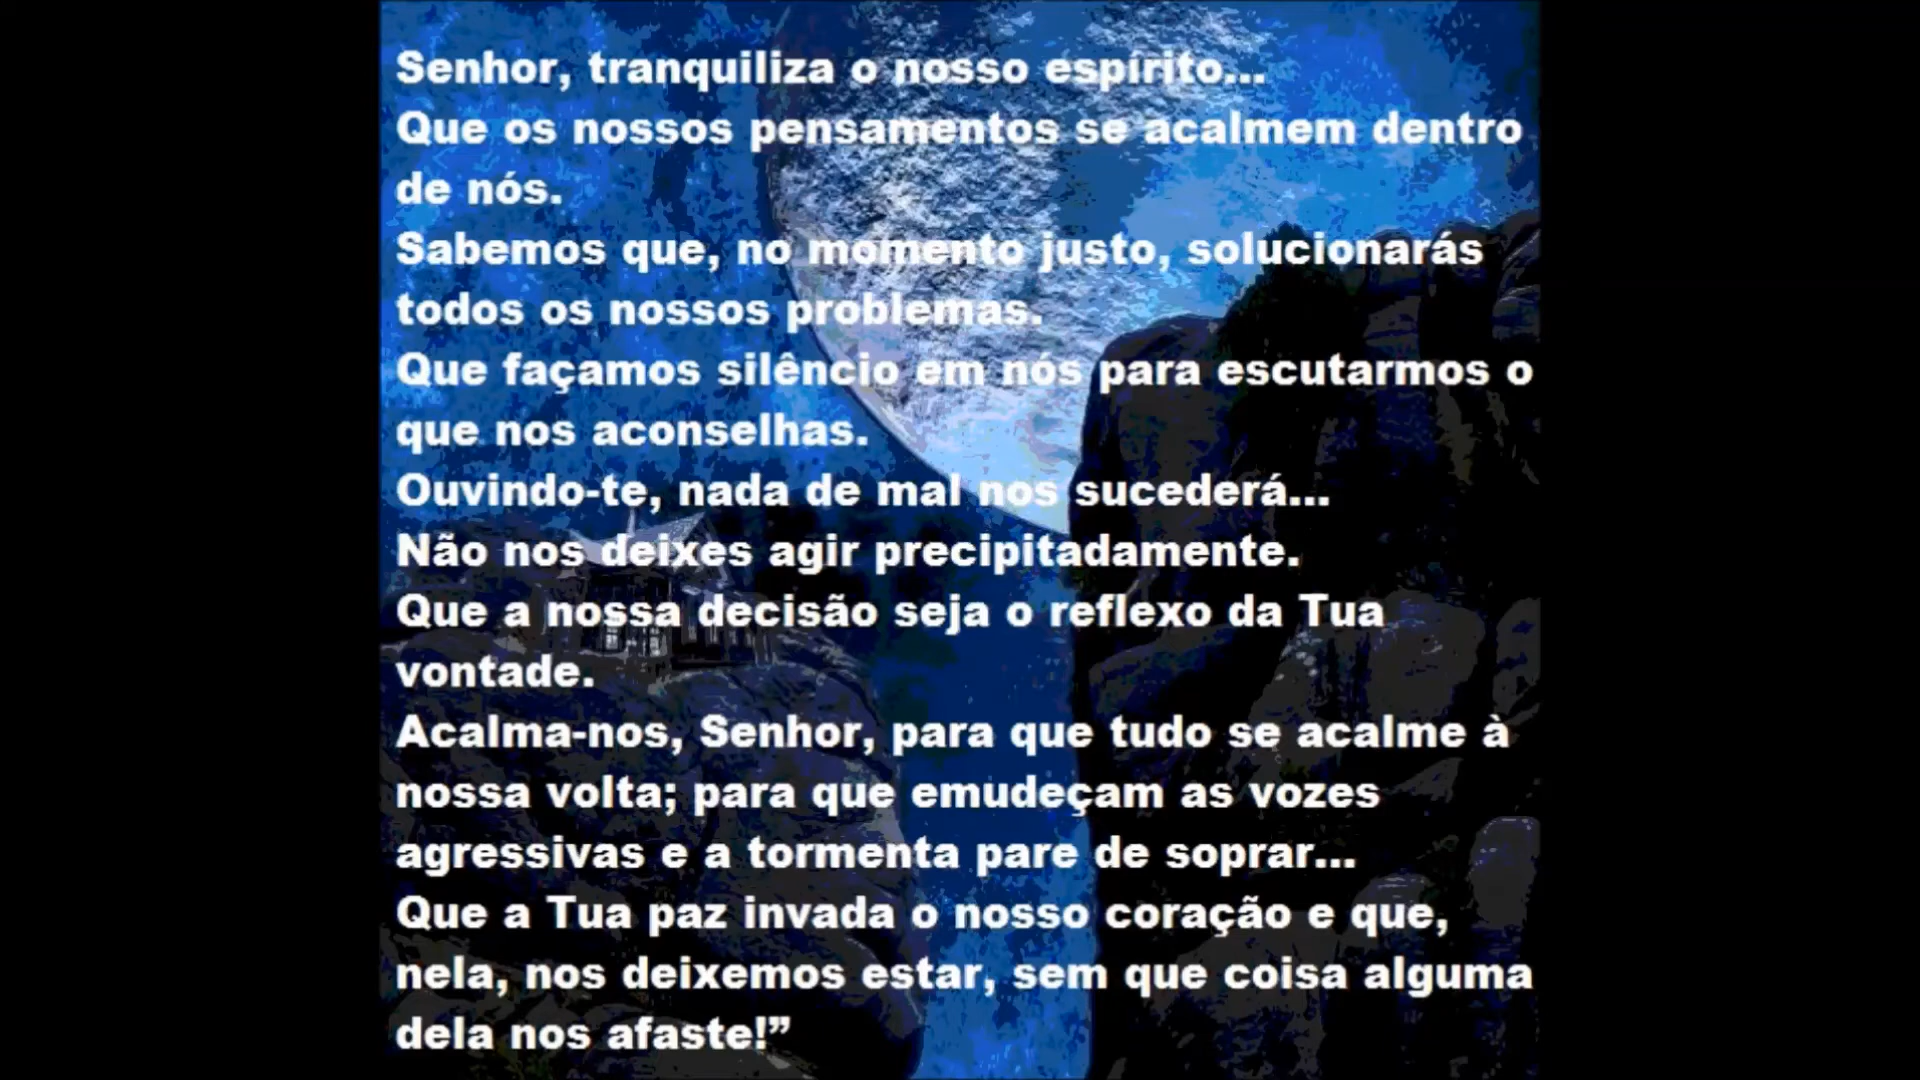 Senhor, tranquiliza o nosso espírito...
Que os nossos pensamentos se acalmem dentro
de nós.
Sabemos que, no momento justo, solucionarás
todos os nossos problemas.
Que façamos silêncio em nós para escutarmos o
que nos aconselhas.
Ouvindo-te, nada de mal nos sucederá...
Não nos deixes agir precipitadamente.
Que a nossa decisão seja o reflexo da Tua
vontade.
Acalma-nos, Senhor, para que tudo se acalme à
nossa volta; para que emudeçam as vozes
agressivas e a tormenta pare de soprar...
Que a Tua paz invada o nosso coração e que,
nela, nos deixemos estar, sem que coisa alguma
dela nos afaste!”